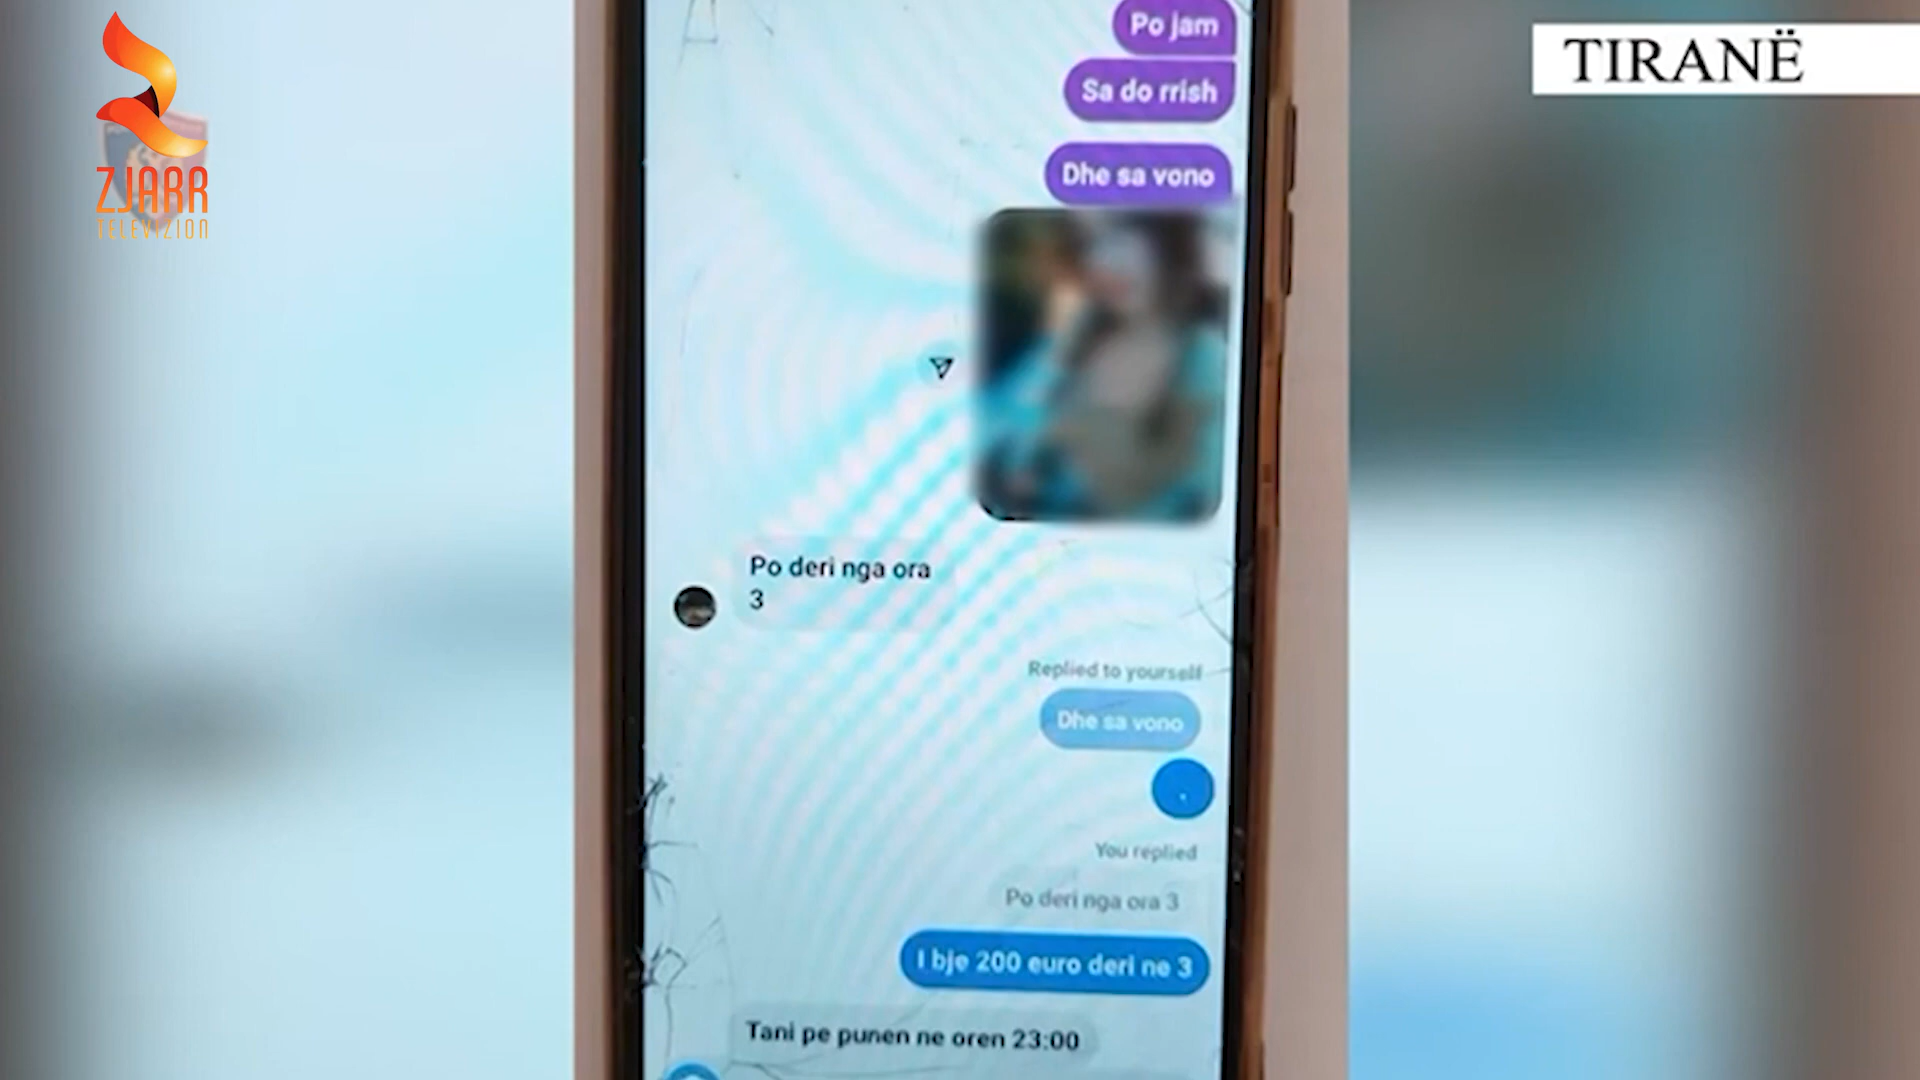 ZJARR
TELEVIZION
TIRANË
Po jam
Sa do rrish
Dhe sa vono
Po deri nga ora
3
Replied to yourself
Dhe sa vono
.
You replied
Po deri nga ora 3
I bje 200 euro deri ne 3
Tani pe punen ne oren 23:00